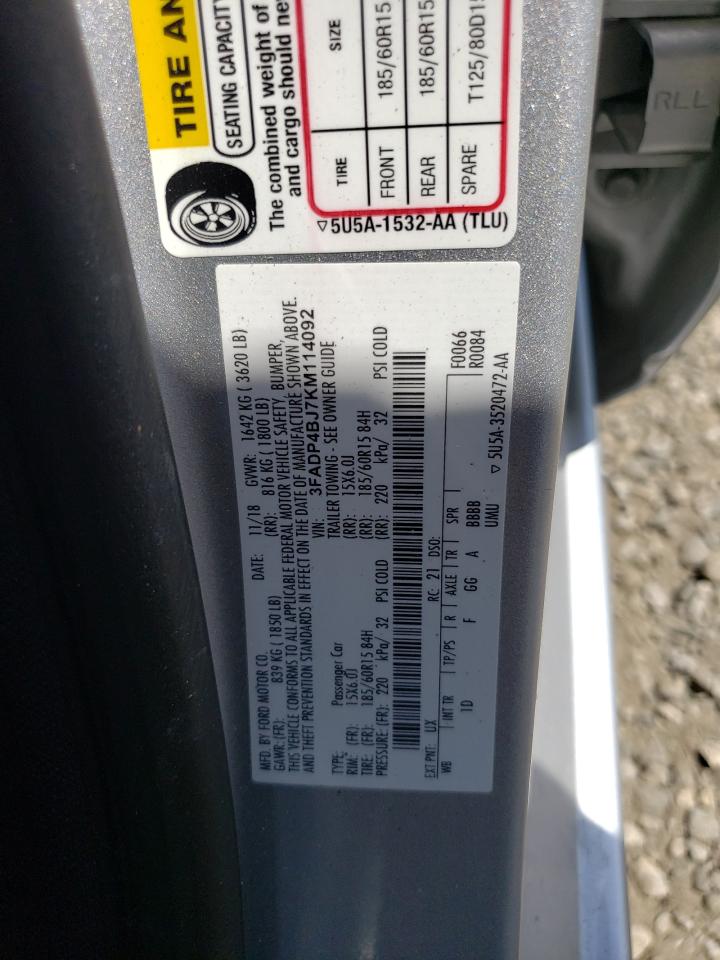 TIRE AN
SEATING CAPACITY
The combined weight of
and cargo should ne
TIRE SIZE
FRONT 185/60R15
REAR 185/60R15
SPARE T125/80D15
▽5U5A-1532-AA (TLU)
RLL
MFD. BY FORD MOTOR CO. DATE: 11/18 GVWR: 1642 KG ( 3620 LB)
GAWR:(FR): 839 KG ( 1850 LB) (RR): 816 KG ( 1800 LB)
THIS VEHICLE CONFORMS TO ALL APPLICABLE FEDERAL MOTOR VEHICLE SAFETY, BUMPER,
AND THEFT PREVENTION STANDARDS IN EFFECT ON THE DATE OF MANUFACTURE SHOWN ABOVE.
VIN: 3FADP4BJ7KM114092
TYPE: Passenger Car TRAILER TOWING - SEE OWNER GUIDE
RIM: (FR): 15X6.0J (RR): 15X6.0J
TIRE: (FR): 185/60R15 84H (RR): 185/60R15 84H
PRESSURE:(FR): 220 kPa/ 32 PSI COLD (RR): 220 kPa/ 32 PSI COLD
EXT PNT: UX RC: 21 DSO: F0066
R0084
WB INT TR TP/PS R AXLE TR SPR
1D F GG A BBBB
UMU ▽ 5U5A-3520472-AA